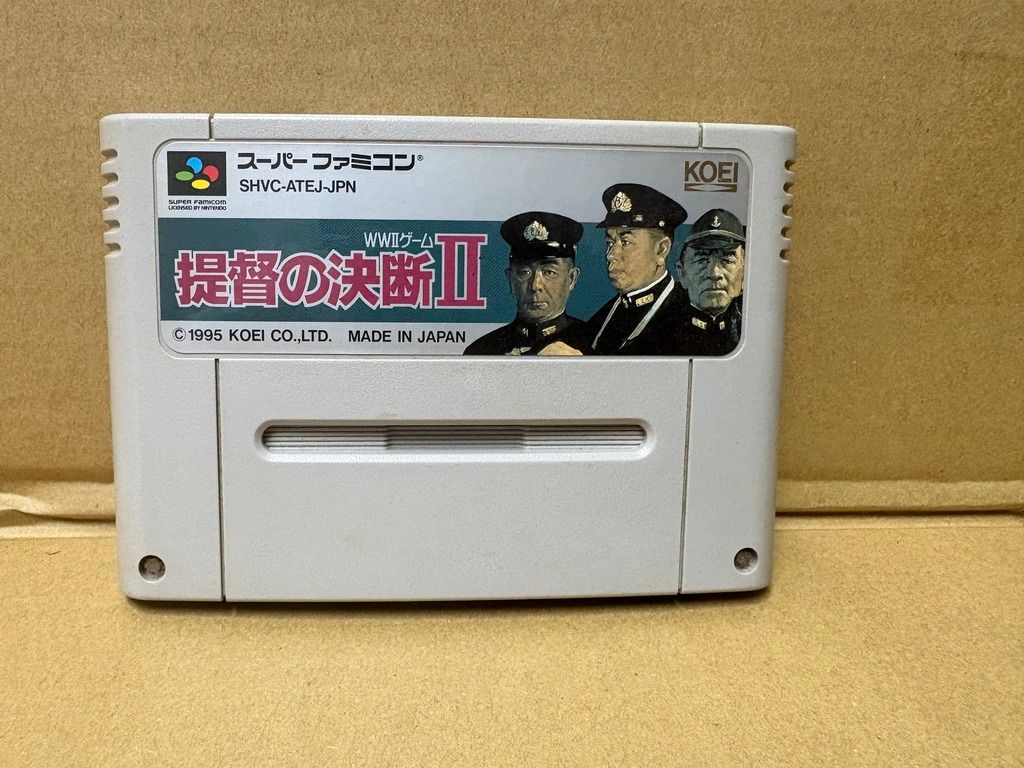 スーパーファミコン®
SHVC-ATEJ-JPN
SUPER FAMICOM
LICENSED BY NINTENDO
KOEI
WWIIゲーム
提督の決断II
©1995 KOEI CO.,LTD. MADE IN JAPAN